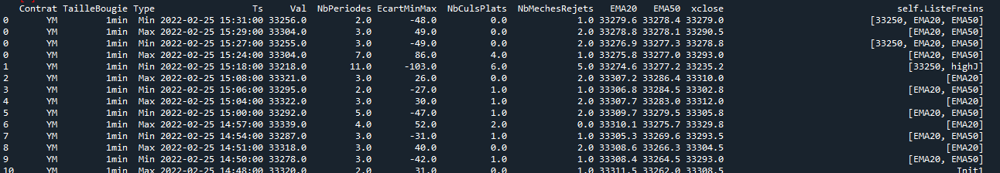 Contrat TailleBougie Type Ts Val NbPeriodes EcartMinMax NbCulsPlats NbMechesRejets EMA20 EMA50 xclose self.ListeFreins
0 YM 1min Min 2022-02-25 15:31:00 33256.0 2.0 -48.0 0.0 1.0 33279.6 33278.4 33279.0 [33250, EMA20, EMA50]
0 YM 1min Max 2022-02-25 15:29:00 33304.0 3.0 49.0 0.0 2.0 33278.8 33278.1 33290.5 [EMA20, EMA50]
0 YM 1min Min 2022-02-25 15:27:00 33255.0 3.0 -49.0 0.0 2.0 33276.9 33277.3 33278.8 [33250, EMA20, EMA50]
0 YM 1min Max 2022-02-25 15:24:00 33304.0 7.0 86.0 4.0 1.0 33275.8 33277.0 33293.0 [EMA20, EMA50]
1 YM 1min Min 2022-02-25 15:18:00 33218.0 11.0 -103.0 6.0 5.0 33274.6 33277.2 33235.2 [33250, highJ]
2 YM 1min Max 2022-02-25 15:08:00 33321.0 3.0 26.0 0.0 2.0 33307.2 33286.4 33310.0 [EMA20]
3 YM 1min Min 2022-02-25 15:06:00 33295.0 2.0 -27.0 1.0 1.0 33306.8 33284.5 33302.8 [EMA20, EMA50]
4 YM 1min Max 2022-02-25 15:04:00 33322.0 3.0 30.0 1.0 2.0 33307.7 33283.0 33312.0 [EMA20]
5 YM 1min Min 2022-02-25 15:00:00 33292.0 5.0 -47.0 1.0 2.0 33309.7 33279.5 33305.8 [EMA20, EMA50]
6 YM 1min Max 2022-02-25 14:57:00 33339.0 4.0 52.0 2.0 0.0 33310.1 33275.7 33329.8 [EMA20]
7 YM 1min Min 2022-02-25 14:54:00 33287.0 3.0 -31.0 1.0 1.0 33305.3 33269.6 33293.5 [EMA20, EMA50]
8 YM 1min Max 2022-02-25 14:51:00 33318.0 3.0 40.0 0.0 2.0 33308.6 33266.3 33304.5 [EMA20]
9 YM 1min Min 2022-02-25 14:50:00 33278.0 3.0 -42.0 1.0 1.0 33308.4 33264.5 33293.0 [EMA20, EMA50]
10 YM 1min Max 2022-02-25 14:48:00 33320.0 2.0 31.0 0.0 1.0 33311.5 33262.0 33308.5 Init1